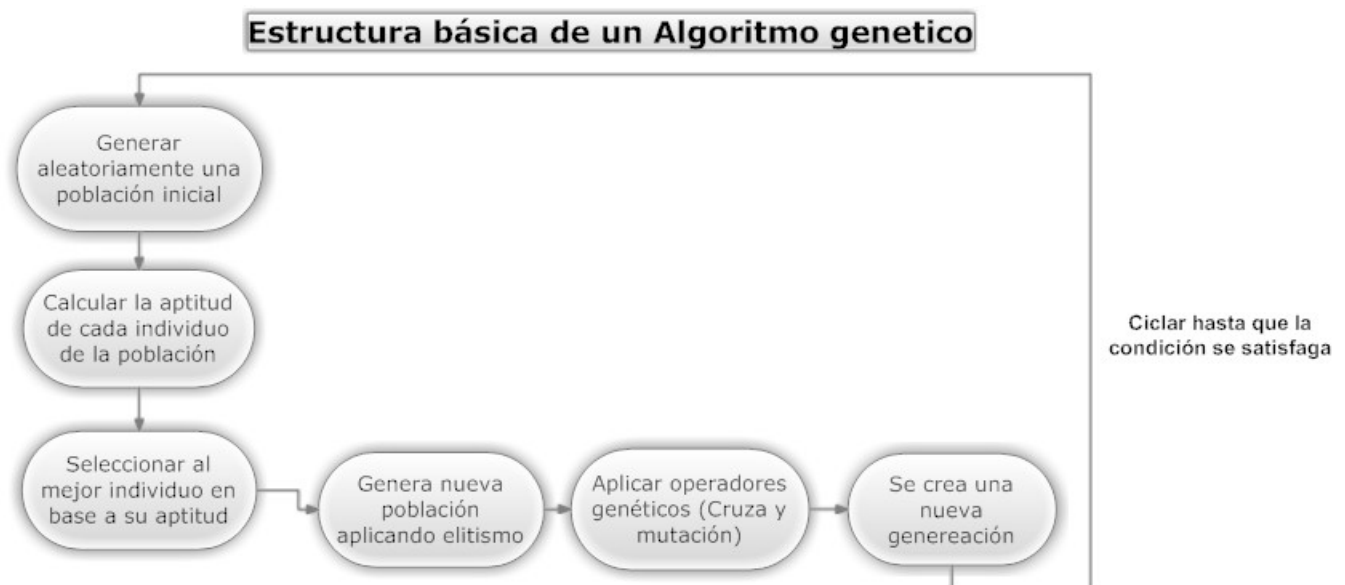 Estructura básica de un Algoritmo genetico
Generar
aleatoriamente una
población inicial
Calcular la aptitud
de cada individuo
de la población
Seleccionar al
mejor individuo en
base a su aptitud
Genera nueva
población
aplicando elitismo
Aplicar operadores
genéticos (Cruza y
mutación)
Se crea una
nueva
genereación
Ciclar hasta que la
condición se satisfaga